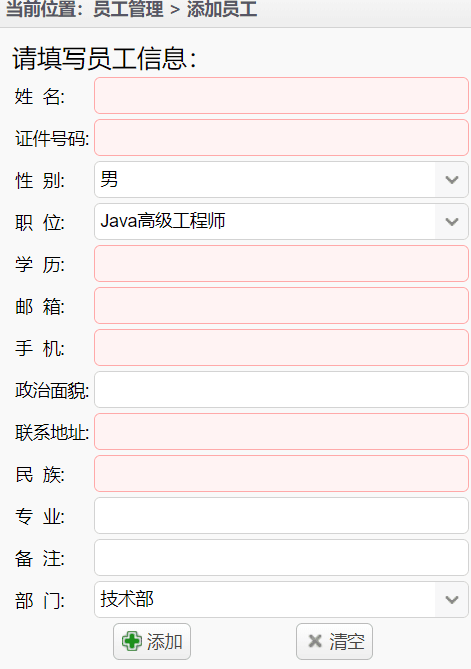 当前位置：员工管理 > 添加员工
请填写员工信息：
姓 名:
证件号码:
性 别: 男
职 位: Java高级工程师
学 历:
邮 箱:
手 机:
政治面貌:
联系地址:
民 族:
专 业:
备 注:
部 门: 技术部
添加 清空